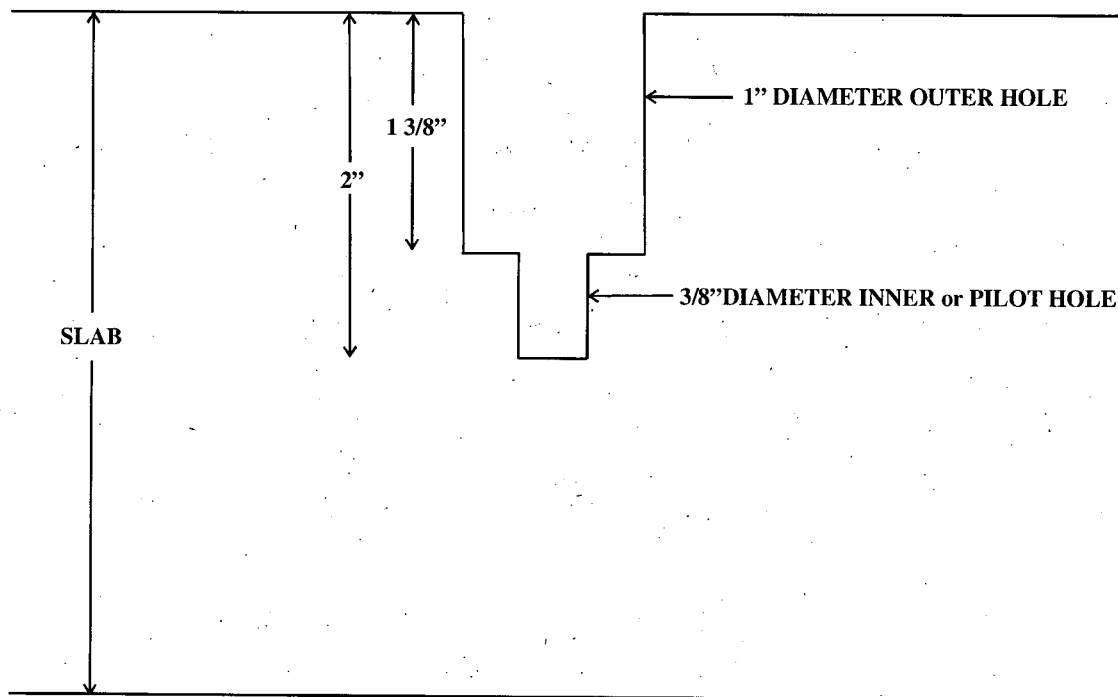 1” DIAMETER OUTER HOLE
1 3/8”
2”
3/8”DIAMETER INNER or PILOT HOLE
SLAB